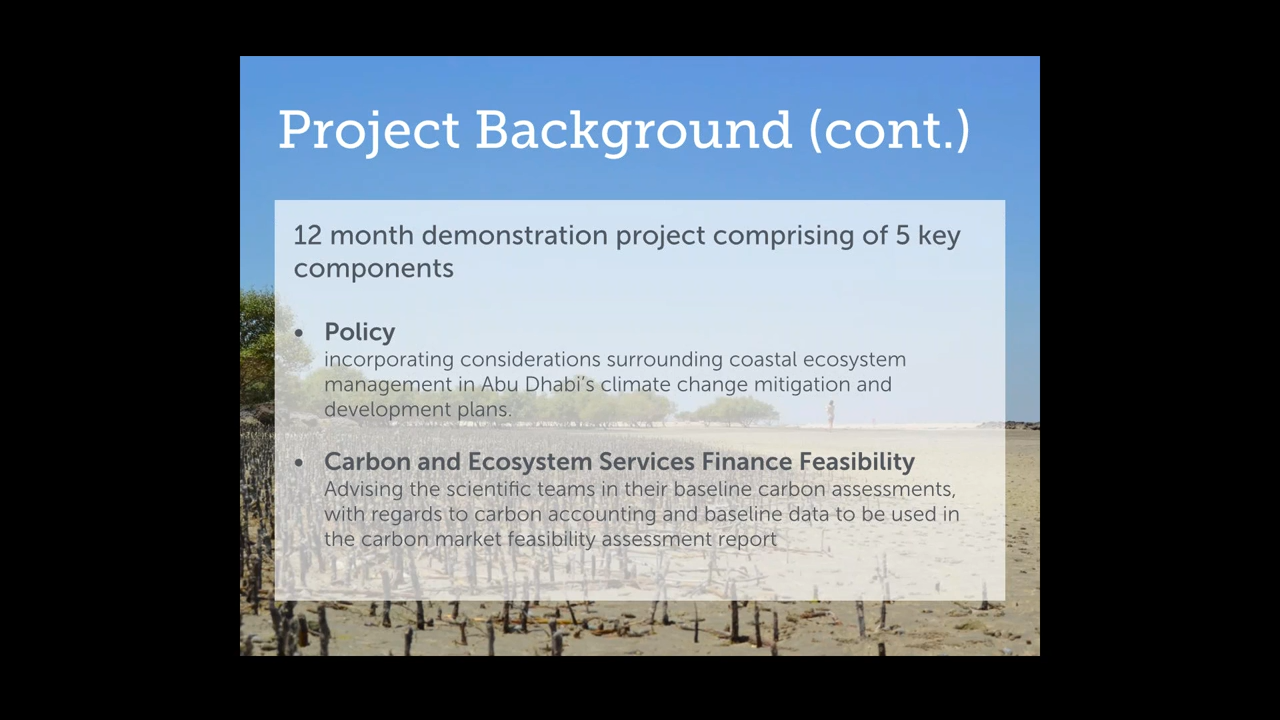 Project Background (cont.)
12 month demonstration project comprising of 5 key
components
• Policy
incorporating considerations surrounding coastal ecosystem
management in Abu Dhabi's climate change mitigation and
development plans.
• Carbon and Ecosystem Services Finance Feasibility
Advising the scientific teams in their baseline carbon assessments,
with regards to carbon accounting and baseline data to be used in
the carbon market feasibility assessment report